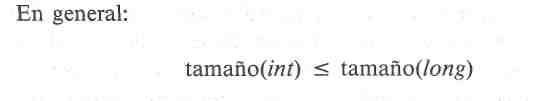 En general:
tamaño(int) ≤ tamaño(long)